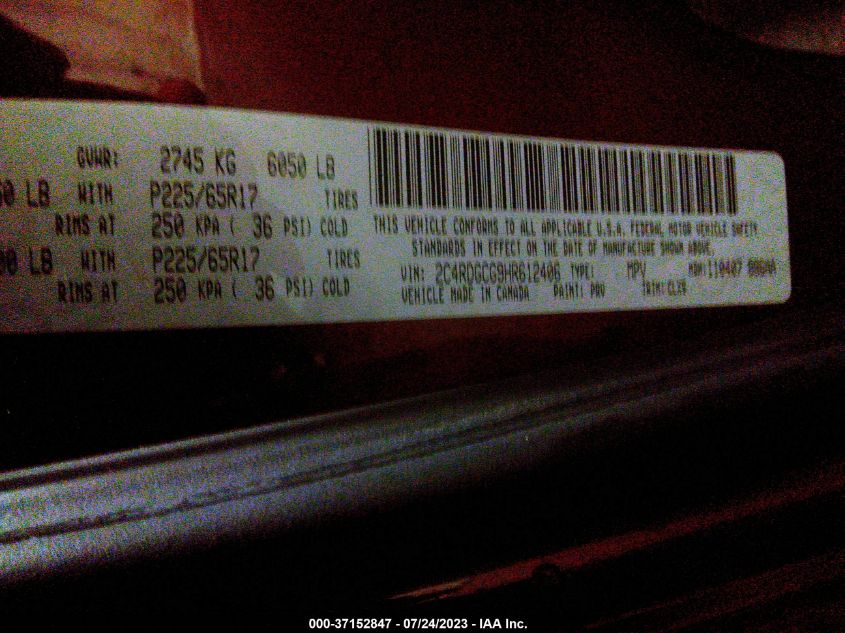 GVWR: 2745 KG 6050 LB
LB WITH P225/65R17 TIRES
RIMS AT 250 KPA ( 36 PSI) COLD
LB WITH P225/65R17 TIRES
RIMS AT 250 KPA ( 36 PSI) COLD
THIS VEHICLE CONFORMS TO ALL APPLICABLE U.S.A. FEDERAL MOTOR VEHICLE SAFETY
STANDARDS IN EFFECT ON THE DATE OF MANUFACTURE SHOWN ABOVE.
VIN: 2C4RDGCG9HR612406 TYPE: MPV MDH: 110407
VEHICLE MADE IN CANADA PAINT: PRV TRIM:
000-37152847 - 07/24/2023 - IAA Inc.